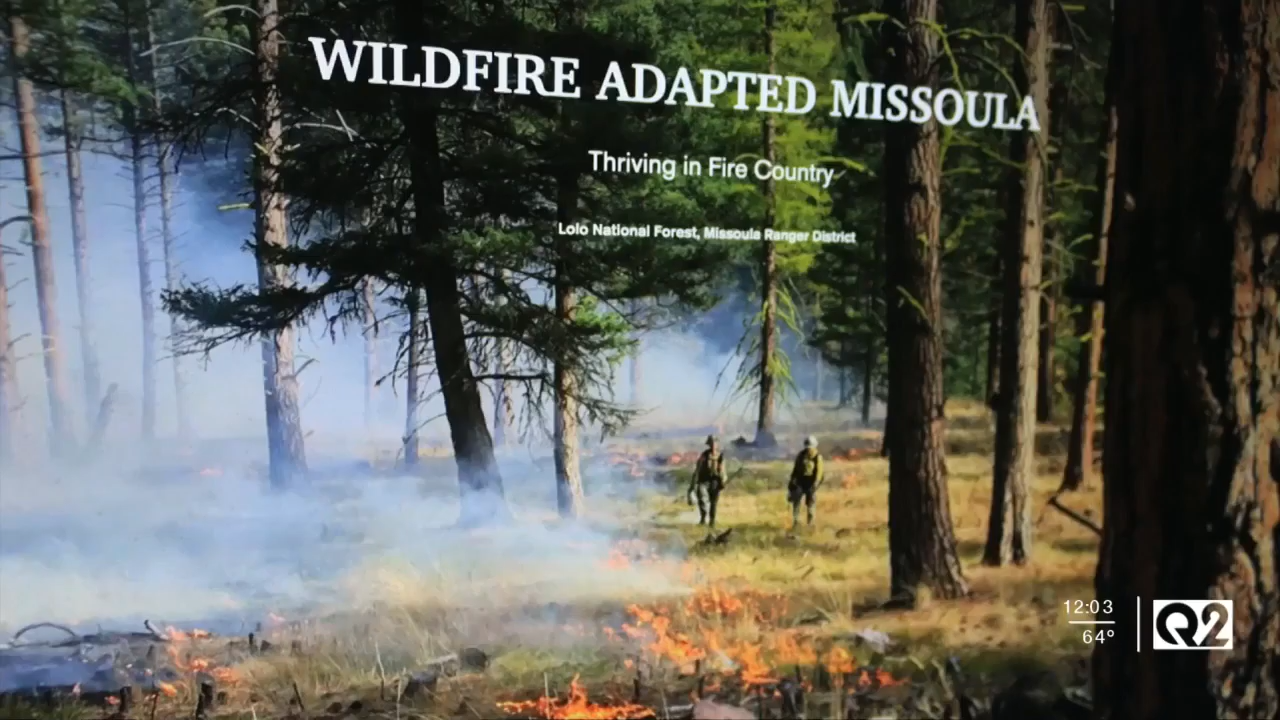 WILDFIRE ADAPTED MISSOULA
Thriving in Fire Country
Lolo National Forest, Missoula Ranger District
12:03
64°
Q2